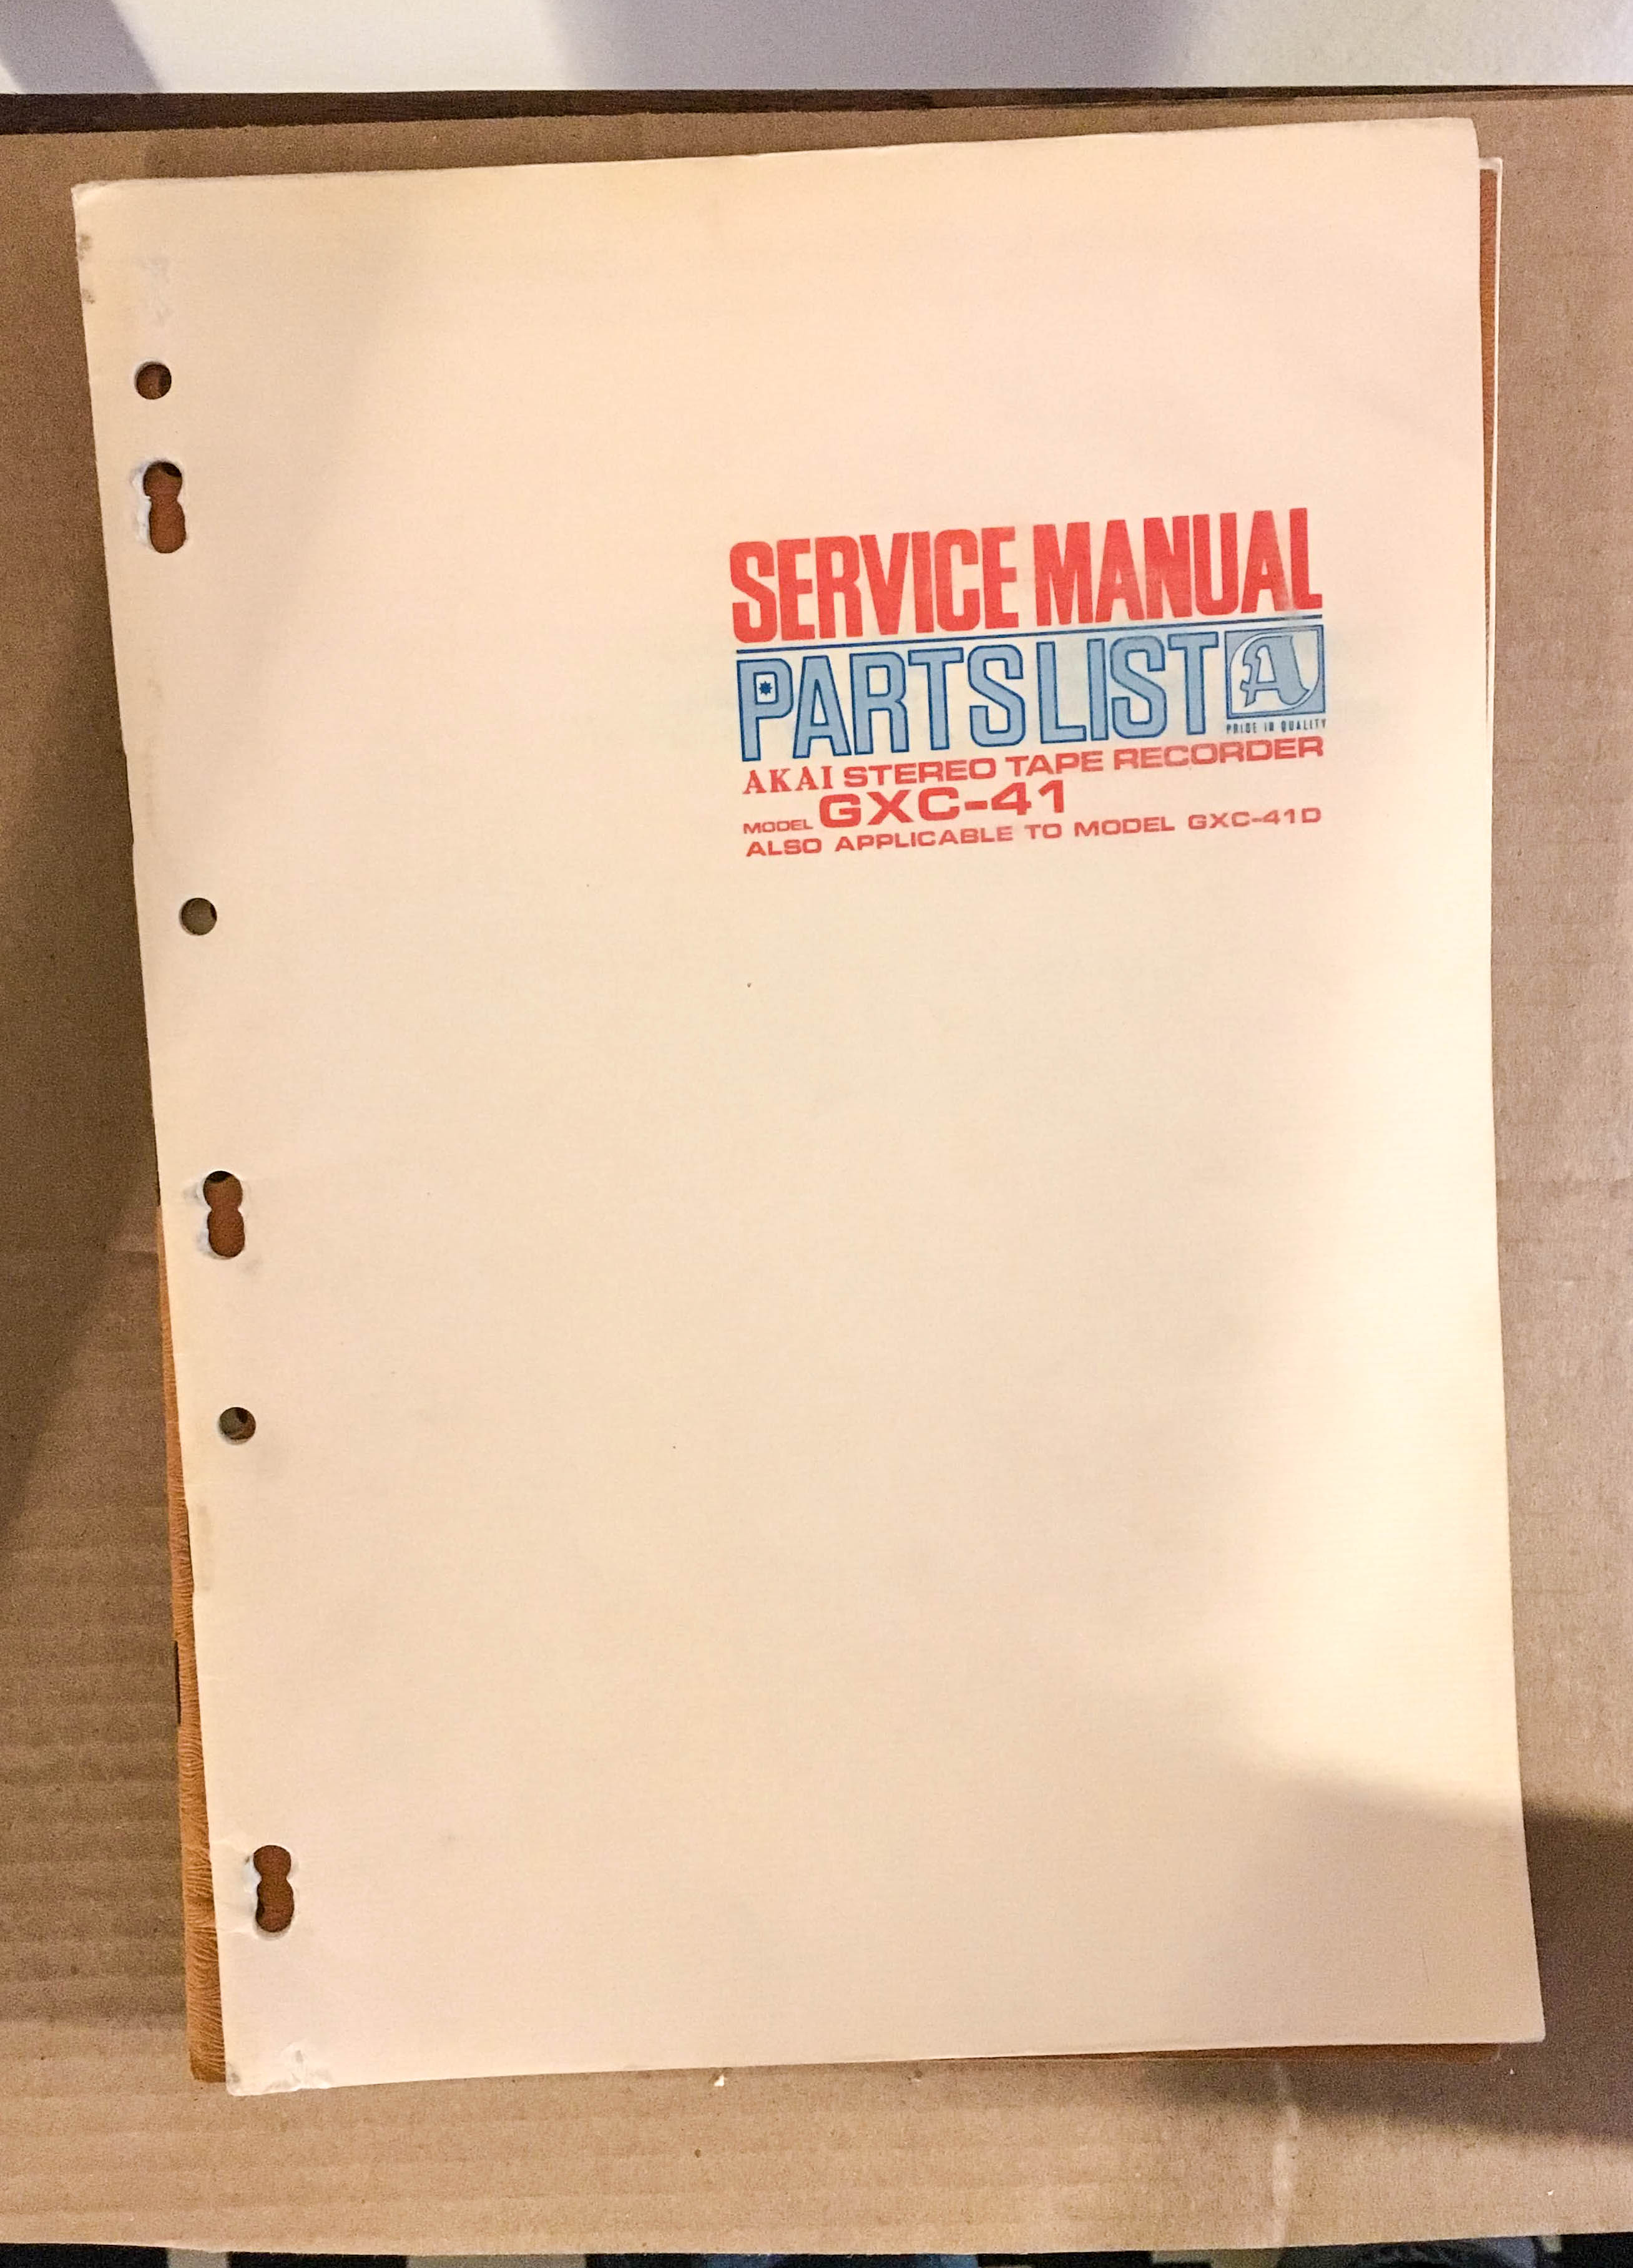 SERVICE MANUAL
PARTS LIST A
PRIDE IN QUALITY
AKAI STEREO TAPE RECORDER
MODEL GXC-41
ALSO APPLICABLE TO MODEL GXC-41D